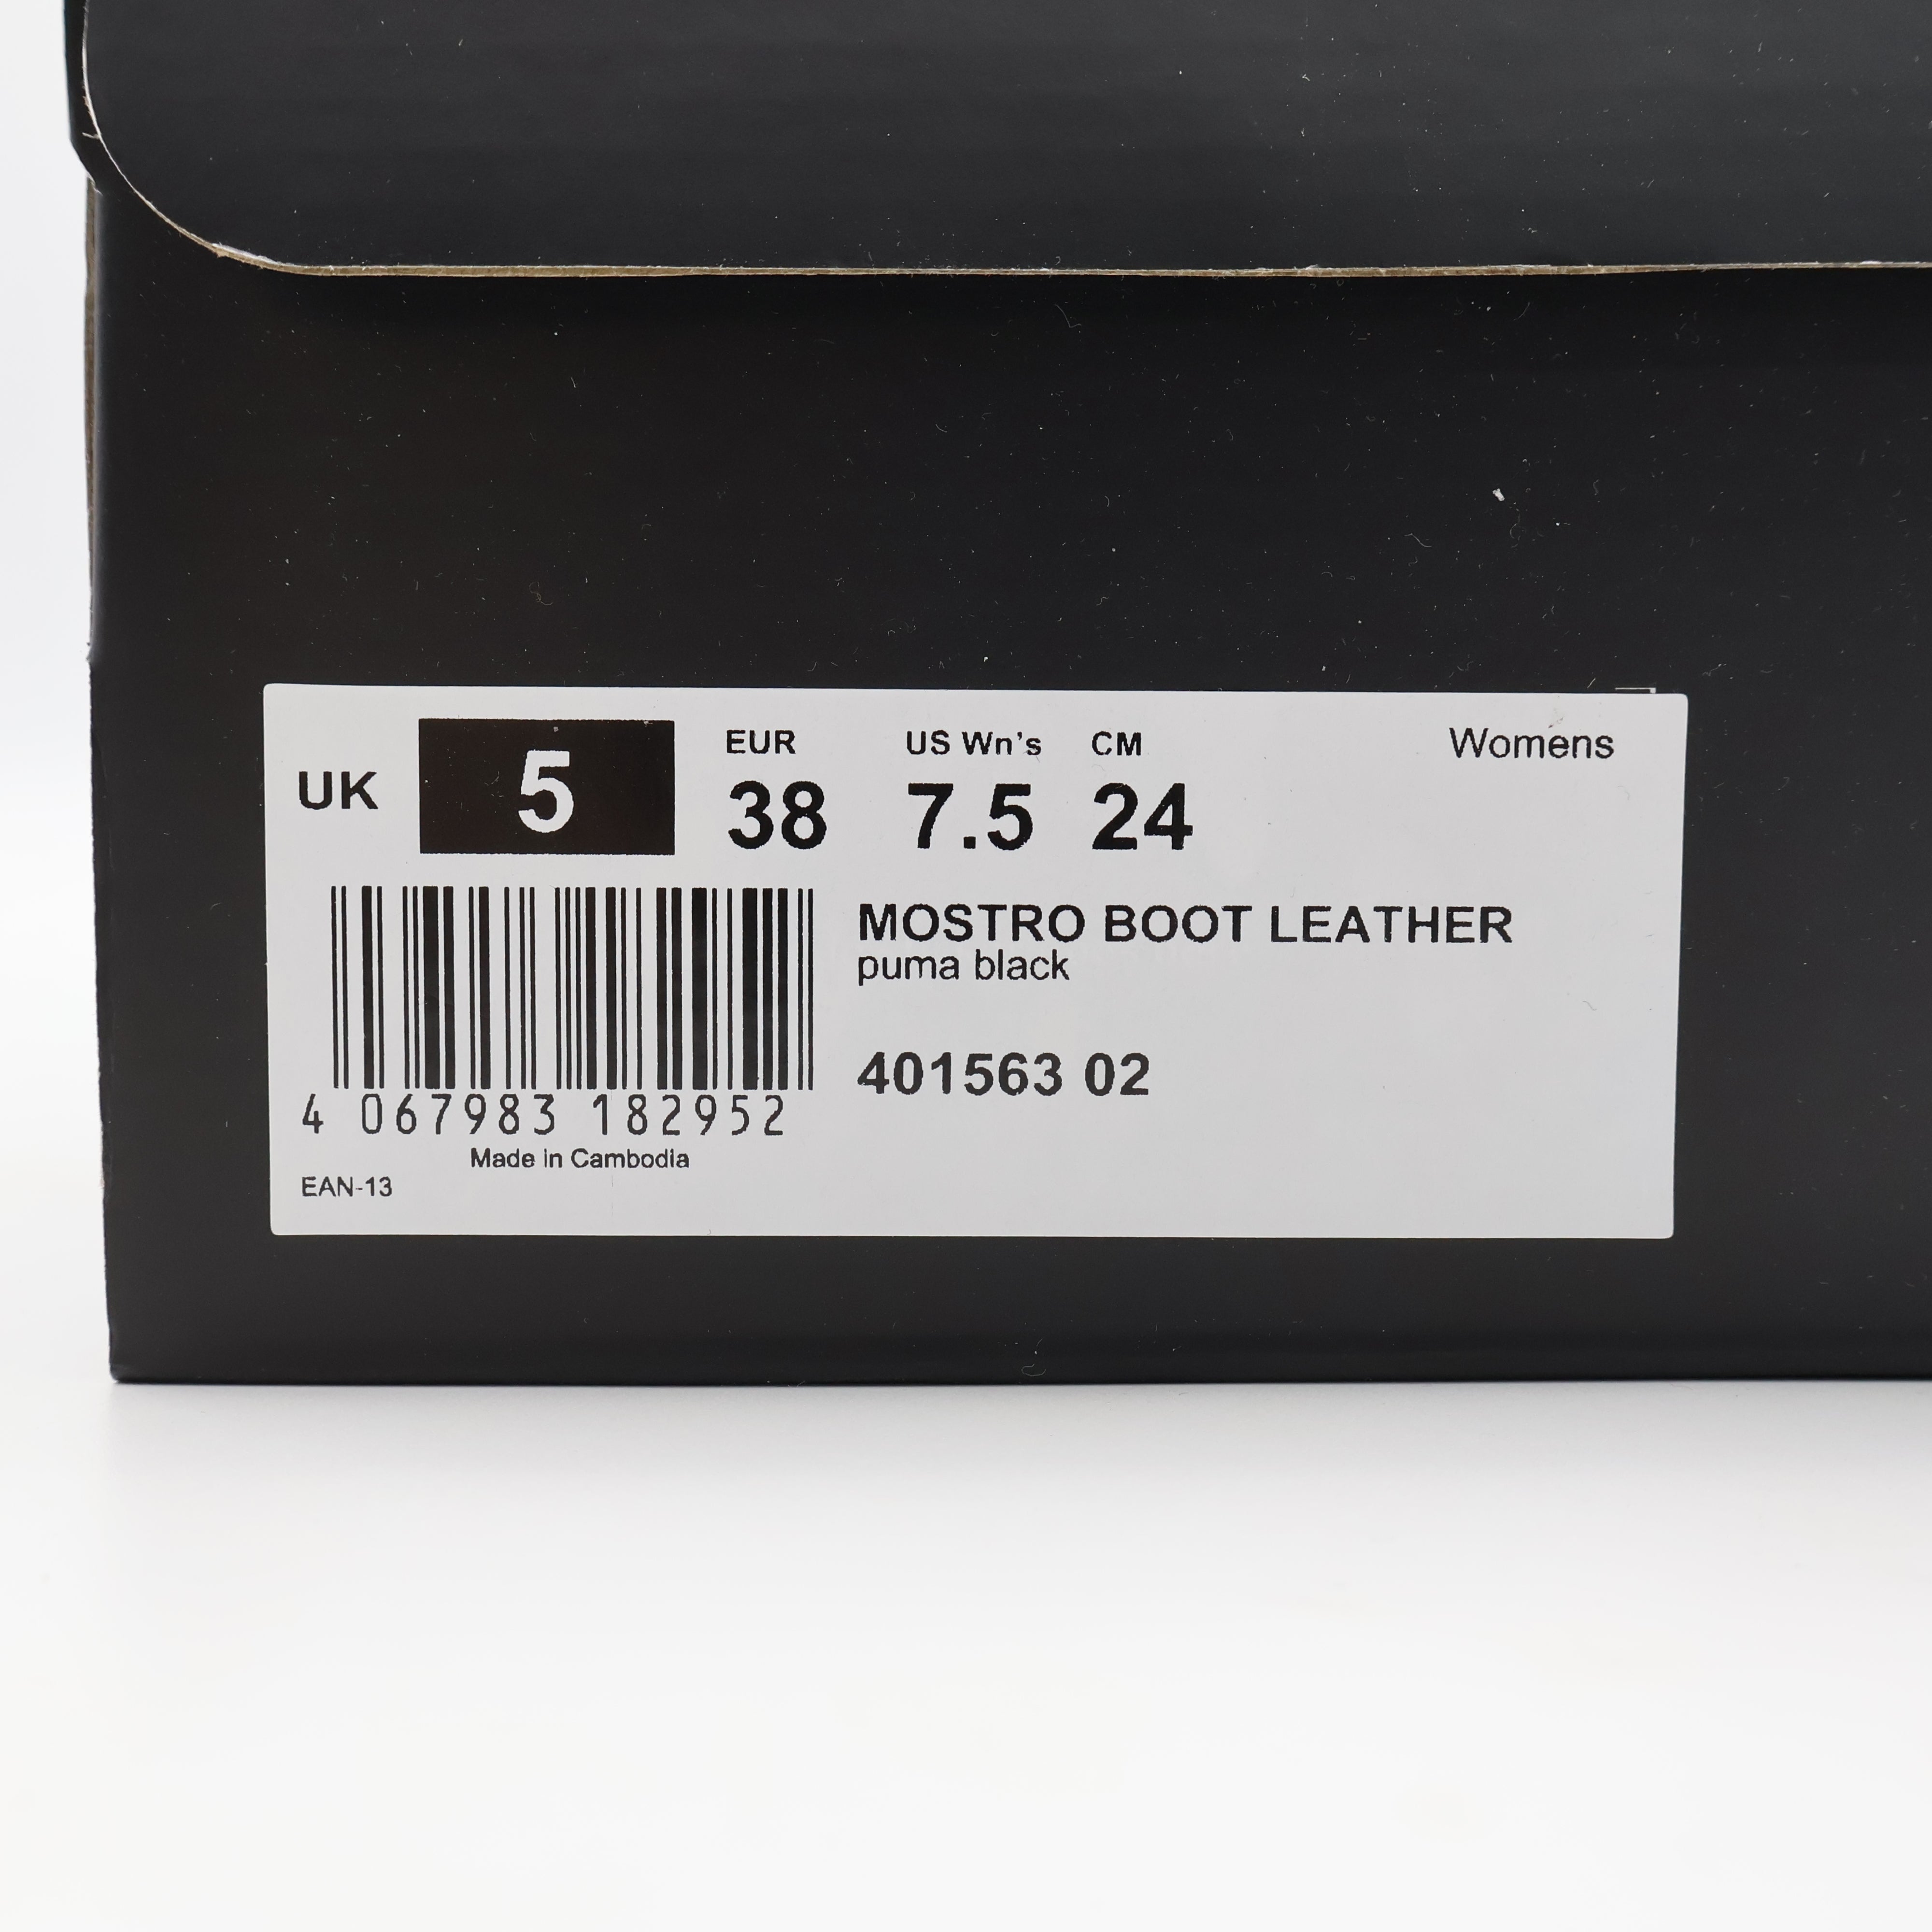 UK 5
EUR US Wn's CM Womens
38 7.5 24
MOSTRO BOOT LEATHER
puma black
401563 02
4 067983 182952
Made in Cambodia
EAN-13